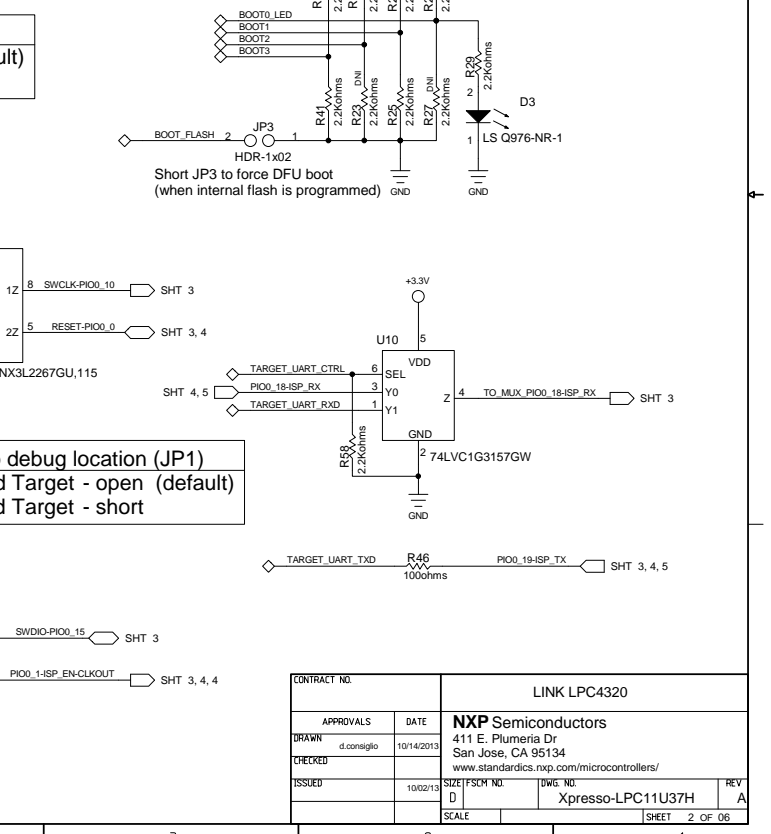 BOOT0_LED
BOOT1
BOOT2
BOOT3
ult)
R29
2.2Kohms
DNI
DNI
R41
2.2Kohms
R23
2.2Kohms
R25
2.2Kohms
R27
2.2Kohms
2
D3
1
LS Q976-NR-1
BOOT_FLASH 2 JP3 1
HDR-1x02
Short JP3 to force DFU boot
(when internal flash is programmed)
GND
GND
1Z 8 SWCLK-PIO0_10 SHT 3
2Z 5 RESET-PIO0_0 SHT 3, 4
NX3L2267GU,115
+3.3V
U10 5
VDD
TARGET_UART_CTRL 6 SEL
SHT 4, 5 PIO0_18-ISP_RX 3 Y0
Z 4 TO_MUX_PIO0_18-ISP_RX SHT 3
TARGET_UART_RXD 1 Y1
GND
R58
2.2Kohms
2 74LVC1G3157GW
GND
debug location (JP1)
d Target - open (default)
d Target - short
TARGET_UART_TXD R46 PIO0_19-ISP_TX SHT 3, 4, 5
100ohms
SWDIO-PIO0_15 SHT 3
PIO0_1-ISP_EN-CLKOUT SHT 3, 4, 4
CONTRACT NO.
LINK LPC4320
APPROVALS DATE
NXP Semiconductors
411 E. Plumeria Dr
San Jose, CA 95134
www.standardics.nxp.com/microcontrollers/
DRAWN d.consiglio 10/14/2013
CHECKED
ISSUED 10/02/13
SIZE FSCM NO. DWG. NO. REV
D Xpresso-LPC11U37H A
SCALE SHEET 2 OF 06